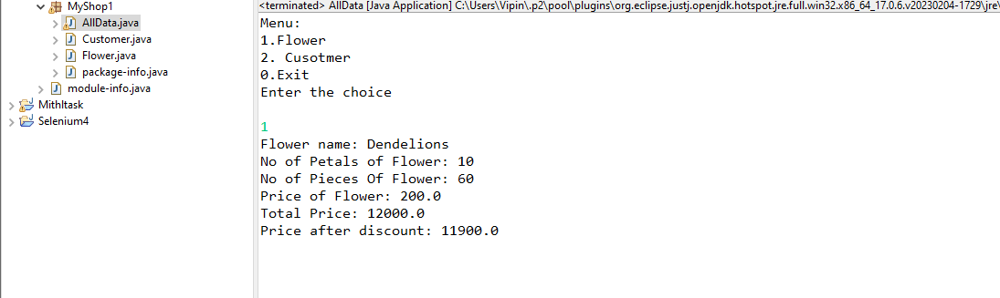 MyShop1
AllData.java
Customer.java
Flower.java
package-info.java
module-info.java
Mithltask
Selenium4
<terminated> AllData [Java Application] C:\Users\Vipin\.p2\pool\plugins\org.eclipse.justj.openjdk.hotspot.jre.full.win32.x86_64_17.0.6.v20230204-1729\jre\
Menu:
1.Flower
2. Cusotmer
0.Exit
Enter the choice
1
Flower name: Dendelions
No of Petals of Flower: 10
No of Pieces Of Flower: 60
Price of Flower: 200.0
Total Price: 12000.0
Price after discount: 11900.0